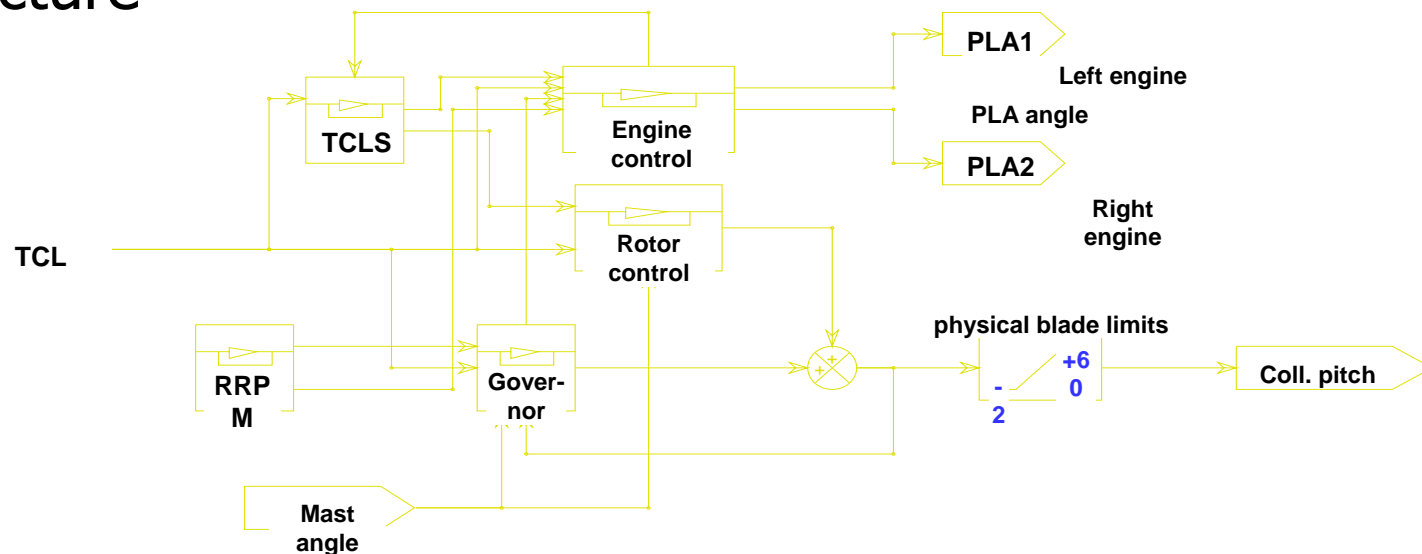 cture
PLA1
Left engine
PLA angle
PLA2
Right
engine
TCLS
Engine
control
Rotor
control
TCL
RRP
M
Gover-
nor
physical blade limits
+6
0
-
2
Coll. pitch
Mast
angle